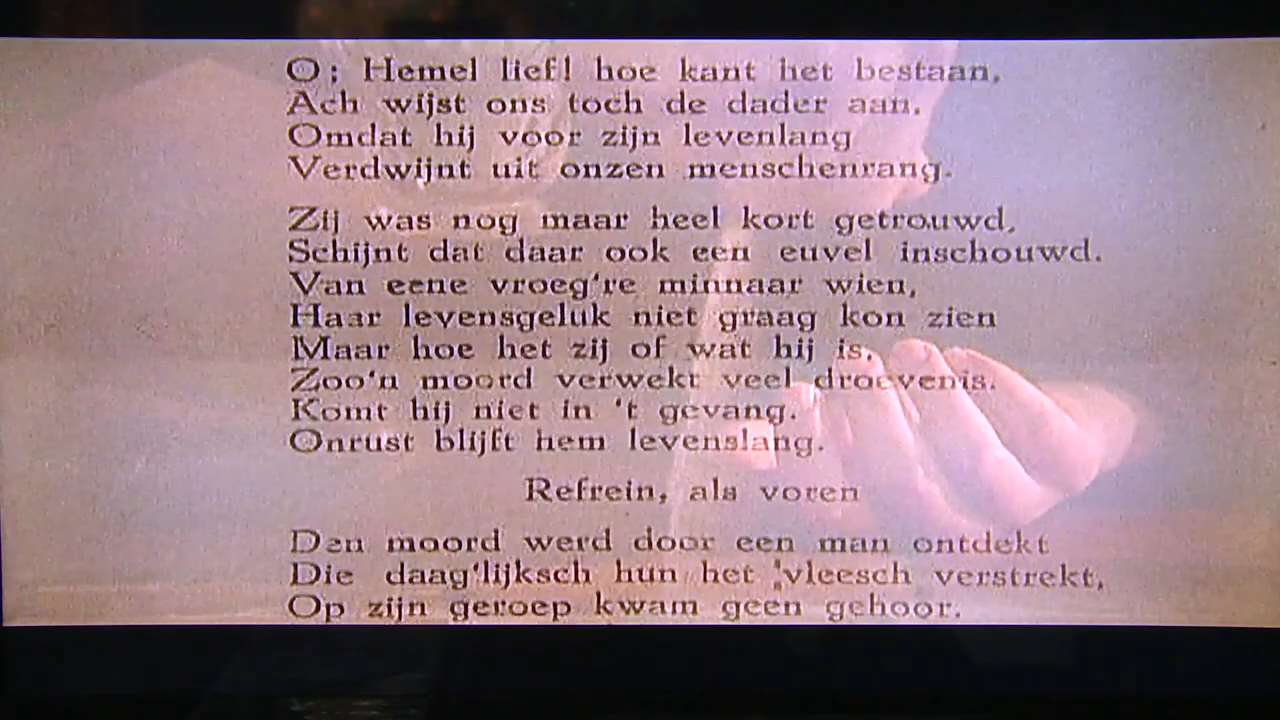 O; Hemel lief! hoe kant het bestaan,
Ach wijst ons toch de dader aan,
Omdat hij voor zijn levenlang
Verdwijnt uit onzen menschenrang.
Zij was nog maar heel kort getrouwd,
Schijnt dat daar ook een euvel inschouwd.
Van eene vroeg're minnaar wien,
Haar levensgeluk niet graag kon zien
Maar hoe het zij of wat hij is,
Zoo'n moord verwekt veel droevenis.
Komt hij niet in 't gevang.
Onrust blijft hem levenslang.
Refrein, als voren
Den moord werd door een man ontdekt
Die daag'lijksch hun het vleesch verstrekt,
Op zijn geroep kwam geen gehoor.